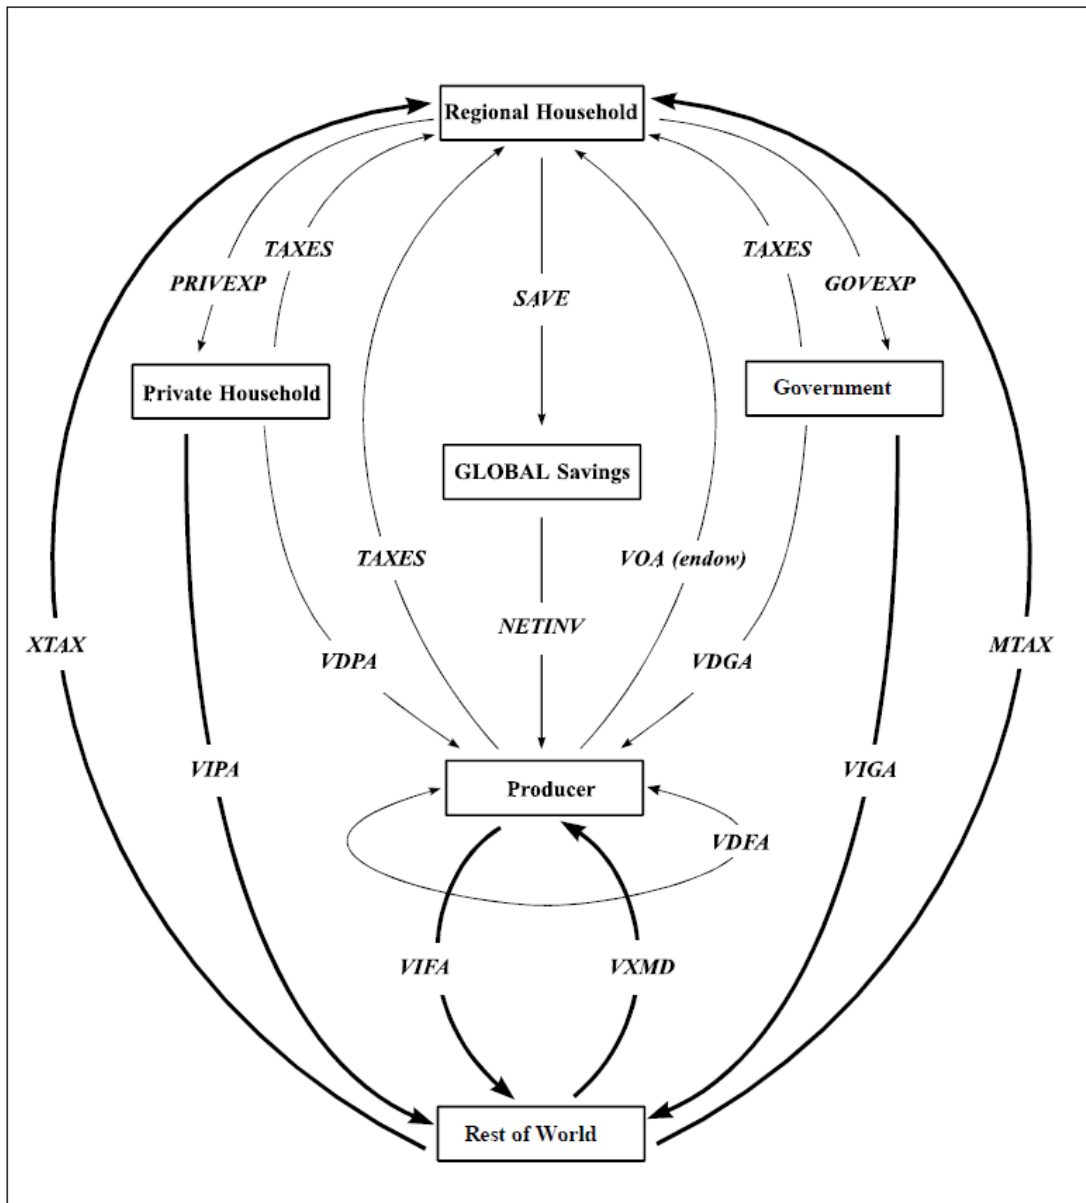 Regional Household
TAXES
TAXES
PRIVEXP
SAVE
GOVEXP
Private Household
Government
GLOBAL Savings
TAXES
VOA (endow)
NETINV
XTAX
VDPA
VDGA
MTAX
VIPA
VIGA
Producer
VDFA
VIFA
VXMD
Rest of World